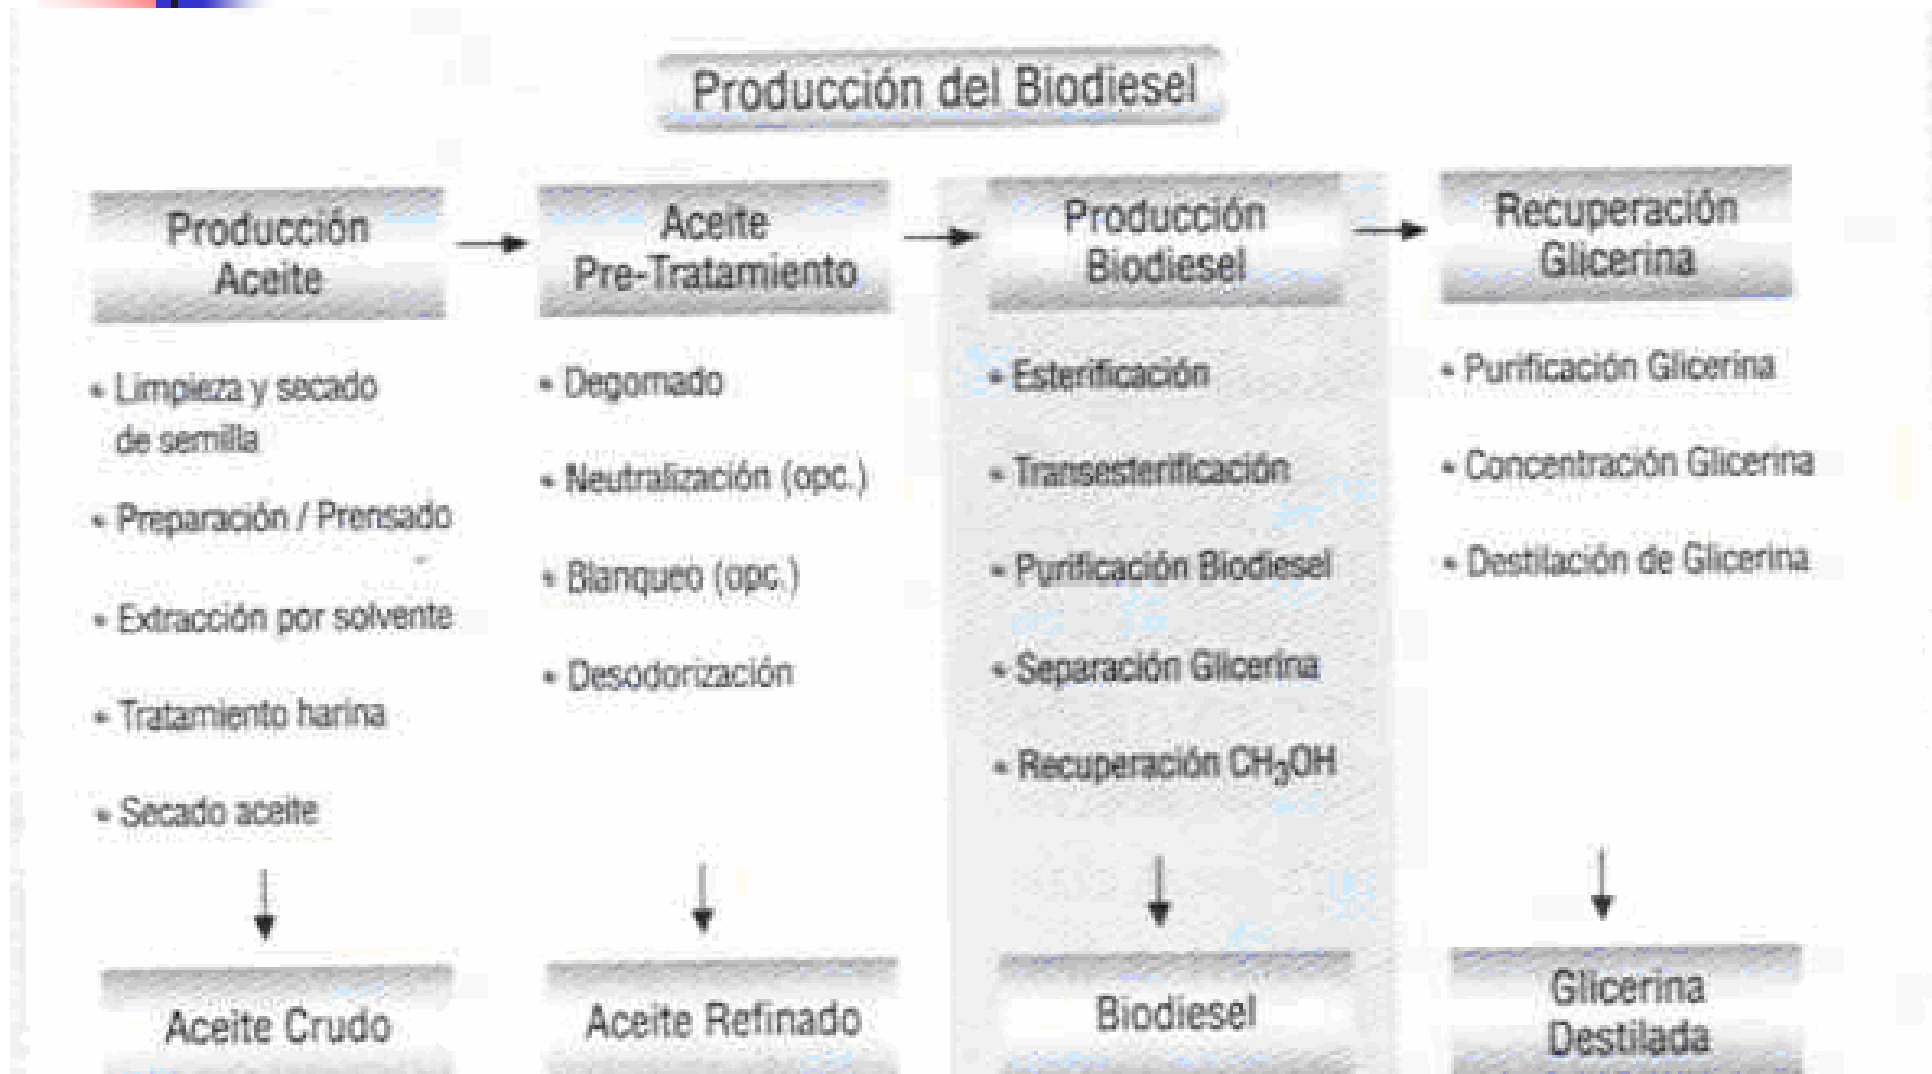 Producción del Biodiesel
Producción
Aceite
• Limpieza y secado
de semilla
• Preparación / Prensado
• Extracción por solvente
• Tratamiento harina
• Secado aceite
Aceite Crudo
Aceite
Pre-Tratamiento
• Degomado
• Neutralización (opc.)
• Blanqueo (opc.)
• Desodorización
Aceite Refinado
Producción
Biodiesel
• Esterificación
• Transesterificación
• Purificación Biodiesel
• Separación Glicerina
• Recuperación CH₃OH
Biodiesel
Recuperación
Glicerina
• Purificación Glicerina
• Concentración Glicerina
• Destilación de Glicerina
Glicerina
Destilada